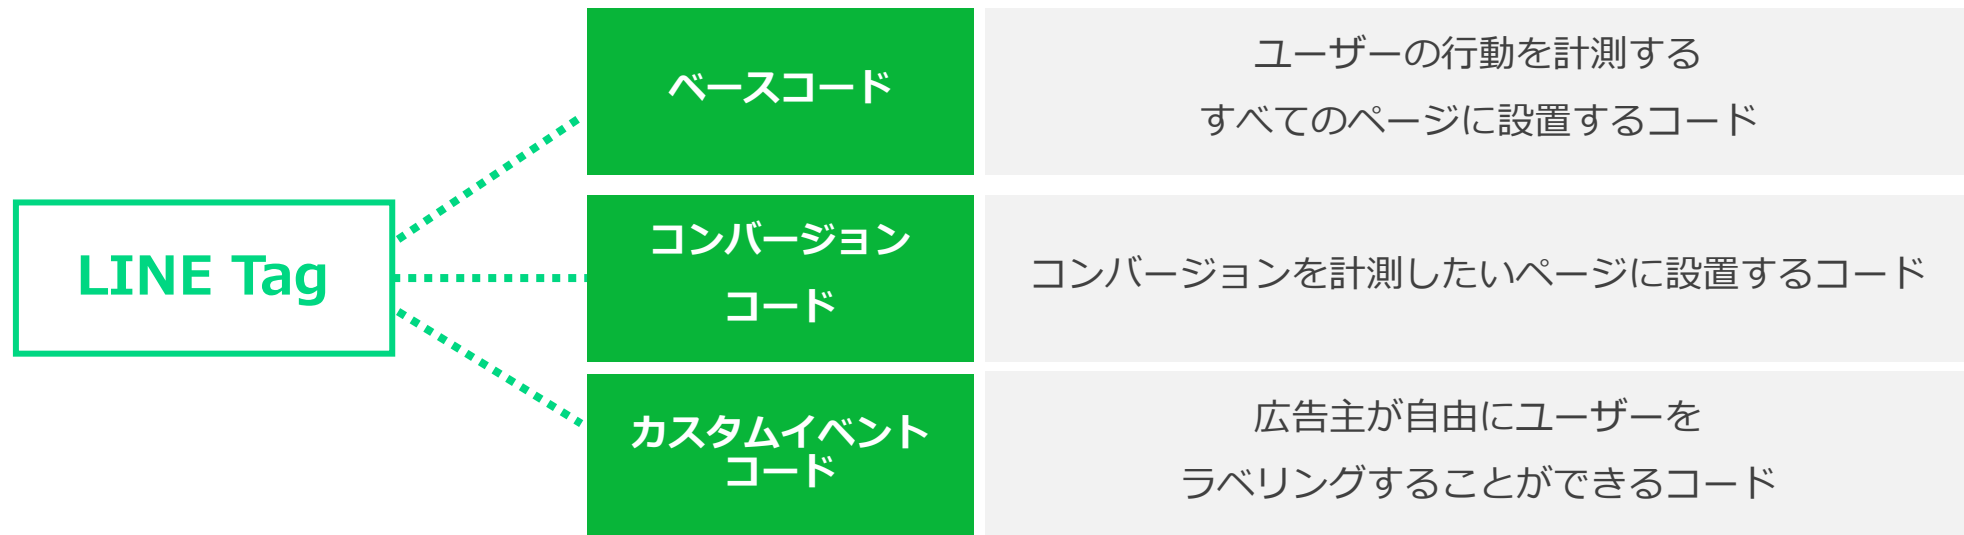 LINE Tag
ベースコード
ユーザーの行動を計測する
すべてのページに設置するコード
コンバージョン
コード
コンバージョンを計測したいページに設置するコード
カスタムイベント
コード
広告主が自由にユーザーを
ラベリングすることができるコード